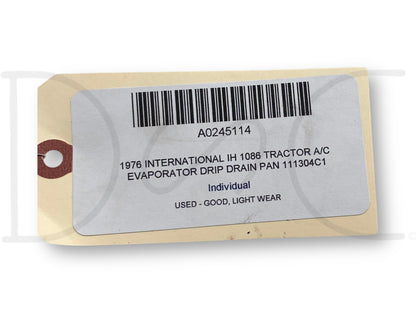 A0245114
1976 INTERNATIONAL IH 1086 TRACTOR A/C
EVAPORATOR DRIP DRAIN PAN 111304C1
Individual
USED - GOOD, LIGHT WEAR